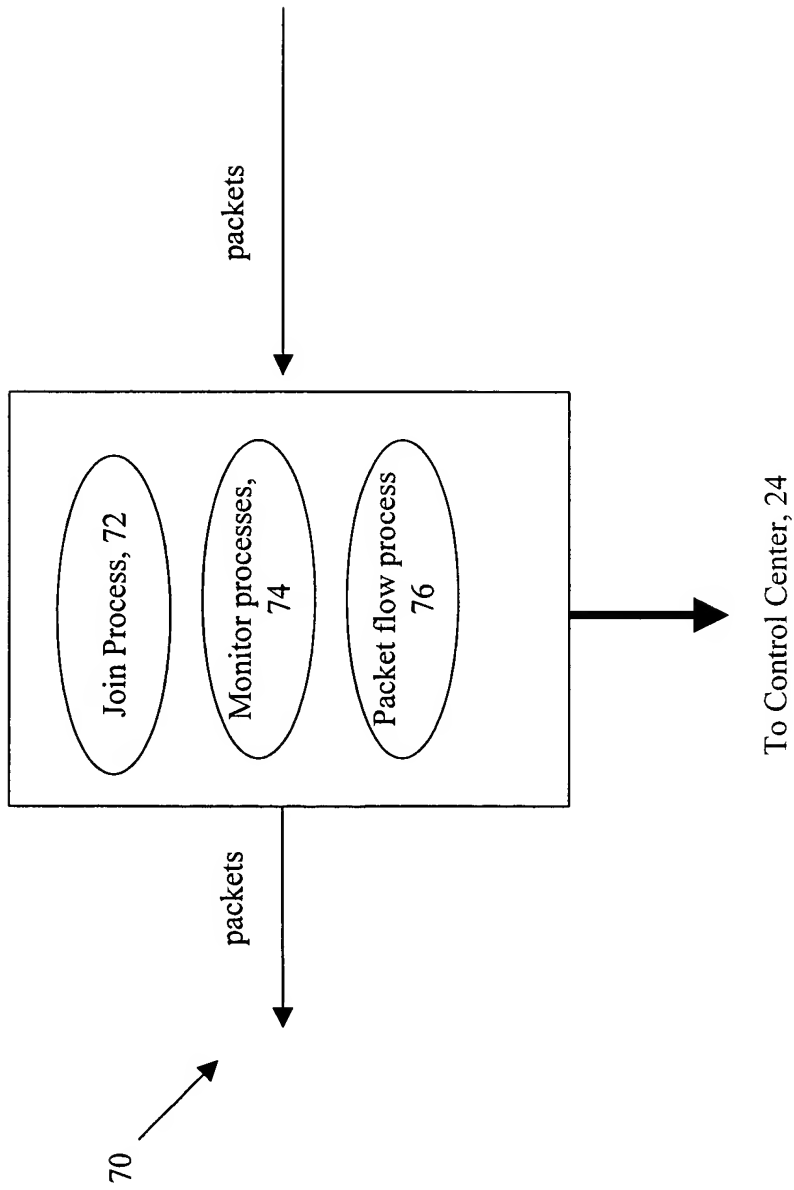 packets
Join Process, 72
Monitor processes,
74
Packet flow process
76
packets
70
To Control Center, 24